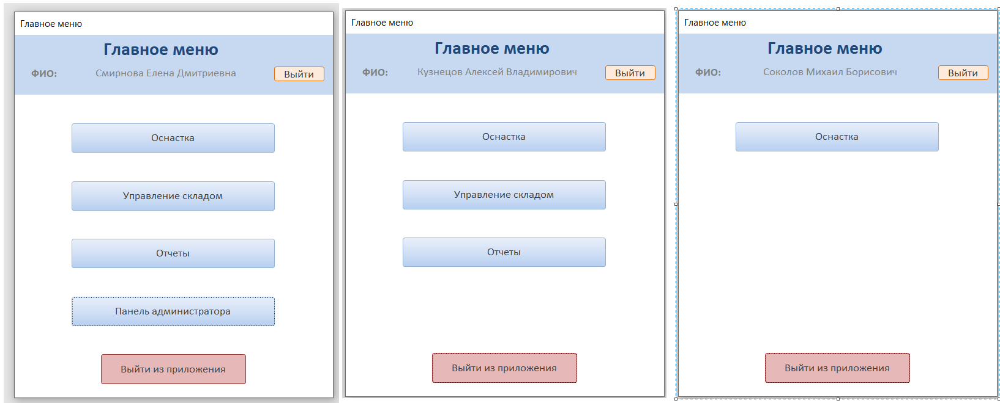 Главное меню
Главное меню
ФИО: Смирнова Елена Дмитриевна Выйти
Оснастка
Управление складом
Отчеты
Панель администратора
Выйти из приложения
Главное меню
Главное меню
ФИО: Кузнецов Алексей Владимирович Выйти
Оснастка
Управление складом
Отчеты
Выйти из приложения
Главное меню
Главное меню
ФИО: Соколов Михаил Борисович Выйти
Оснастка
Выйти из приложения